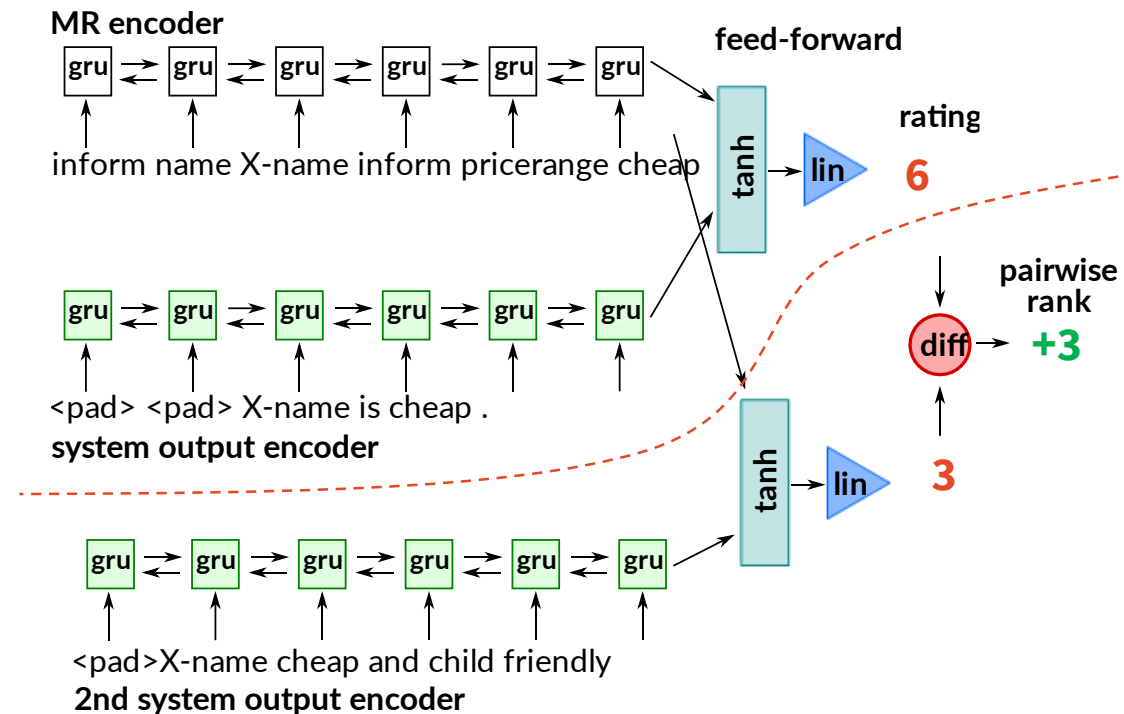 MR encoder
gru gru gru gru gru gru
inform name X-name inform pricerange cheap
feed-forward
tanh
lin
rating
6
gru gru gru gru gru gru
<pad> <pad> X-name is cheap .
system output encoder
pairwise
rank
diff
+3
tanh
lin
3
gru gru gru gru gru gru
<pad>X-name cheap and child friendly
2nd system output encoder